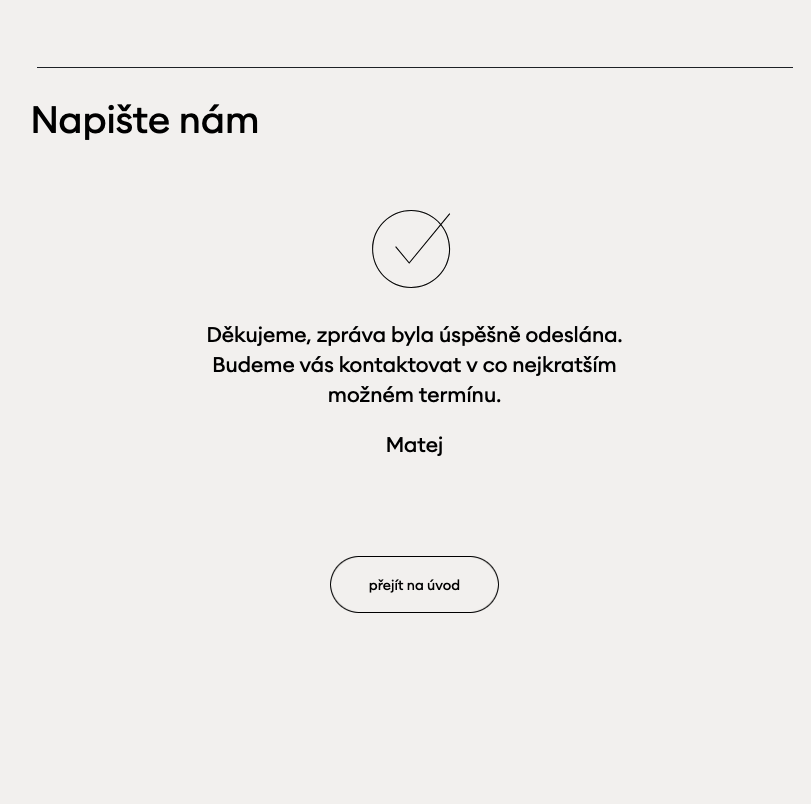 Napište nám
Děkujeme, zpráva byla úspěšně odeslána.
Budeme vás kontaktovat v co nejkratším
možném termínu.
Matej
přejít na úvod